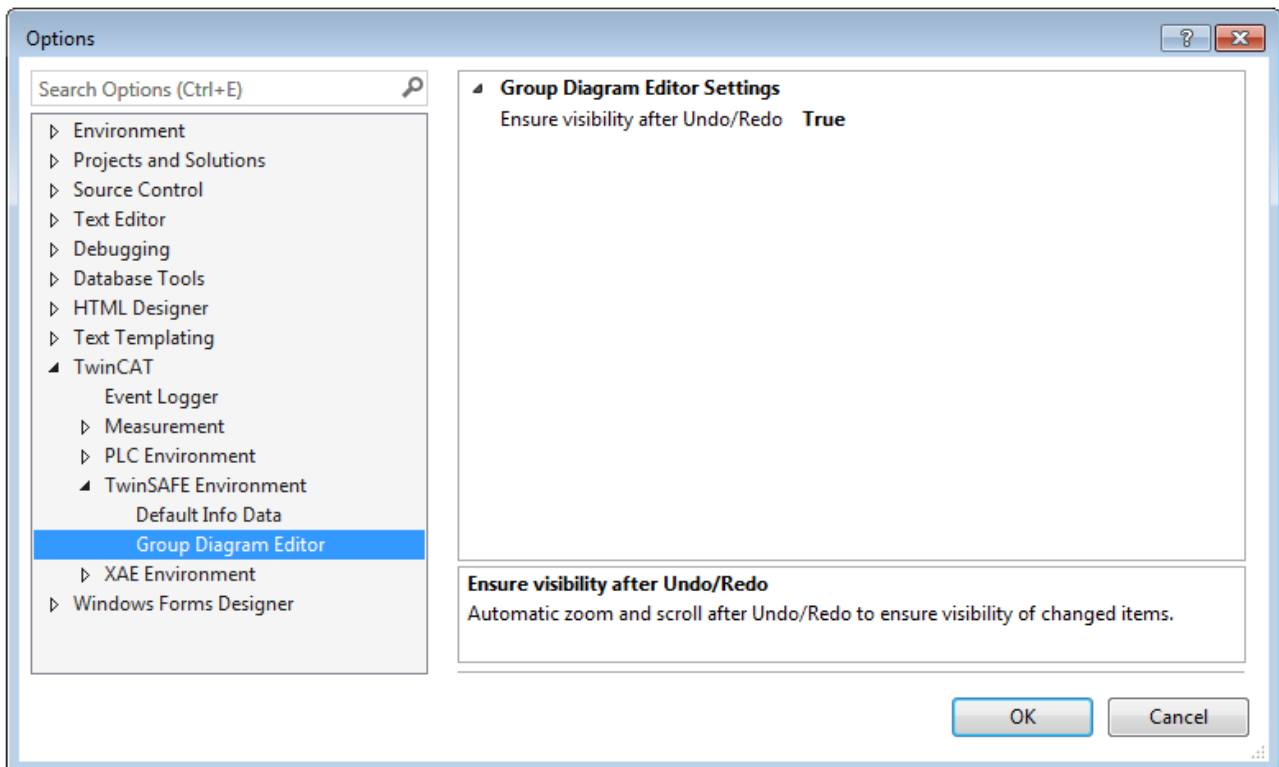 Options
Search Options (Ctrl+E)
Environment
Projects and Solutions
Source Control
Text Editor
Debugging
Database Tools
HTML Designer
Text Templating
TwinCAT
Event Logger
Measurement
PLC Environment
TwinSAFE Environment
Default Info Data
Group Diagram Editor
XAE Environment
Windows Forms Designer
Group Diagram Editor Settings
Ensure visibility after Undo/Redo True
Ensure visibility after Undo/Redo
Automatic zoom and scroll after Undo/Redo to ensure visibility of changed items.
OK Cancel